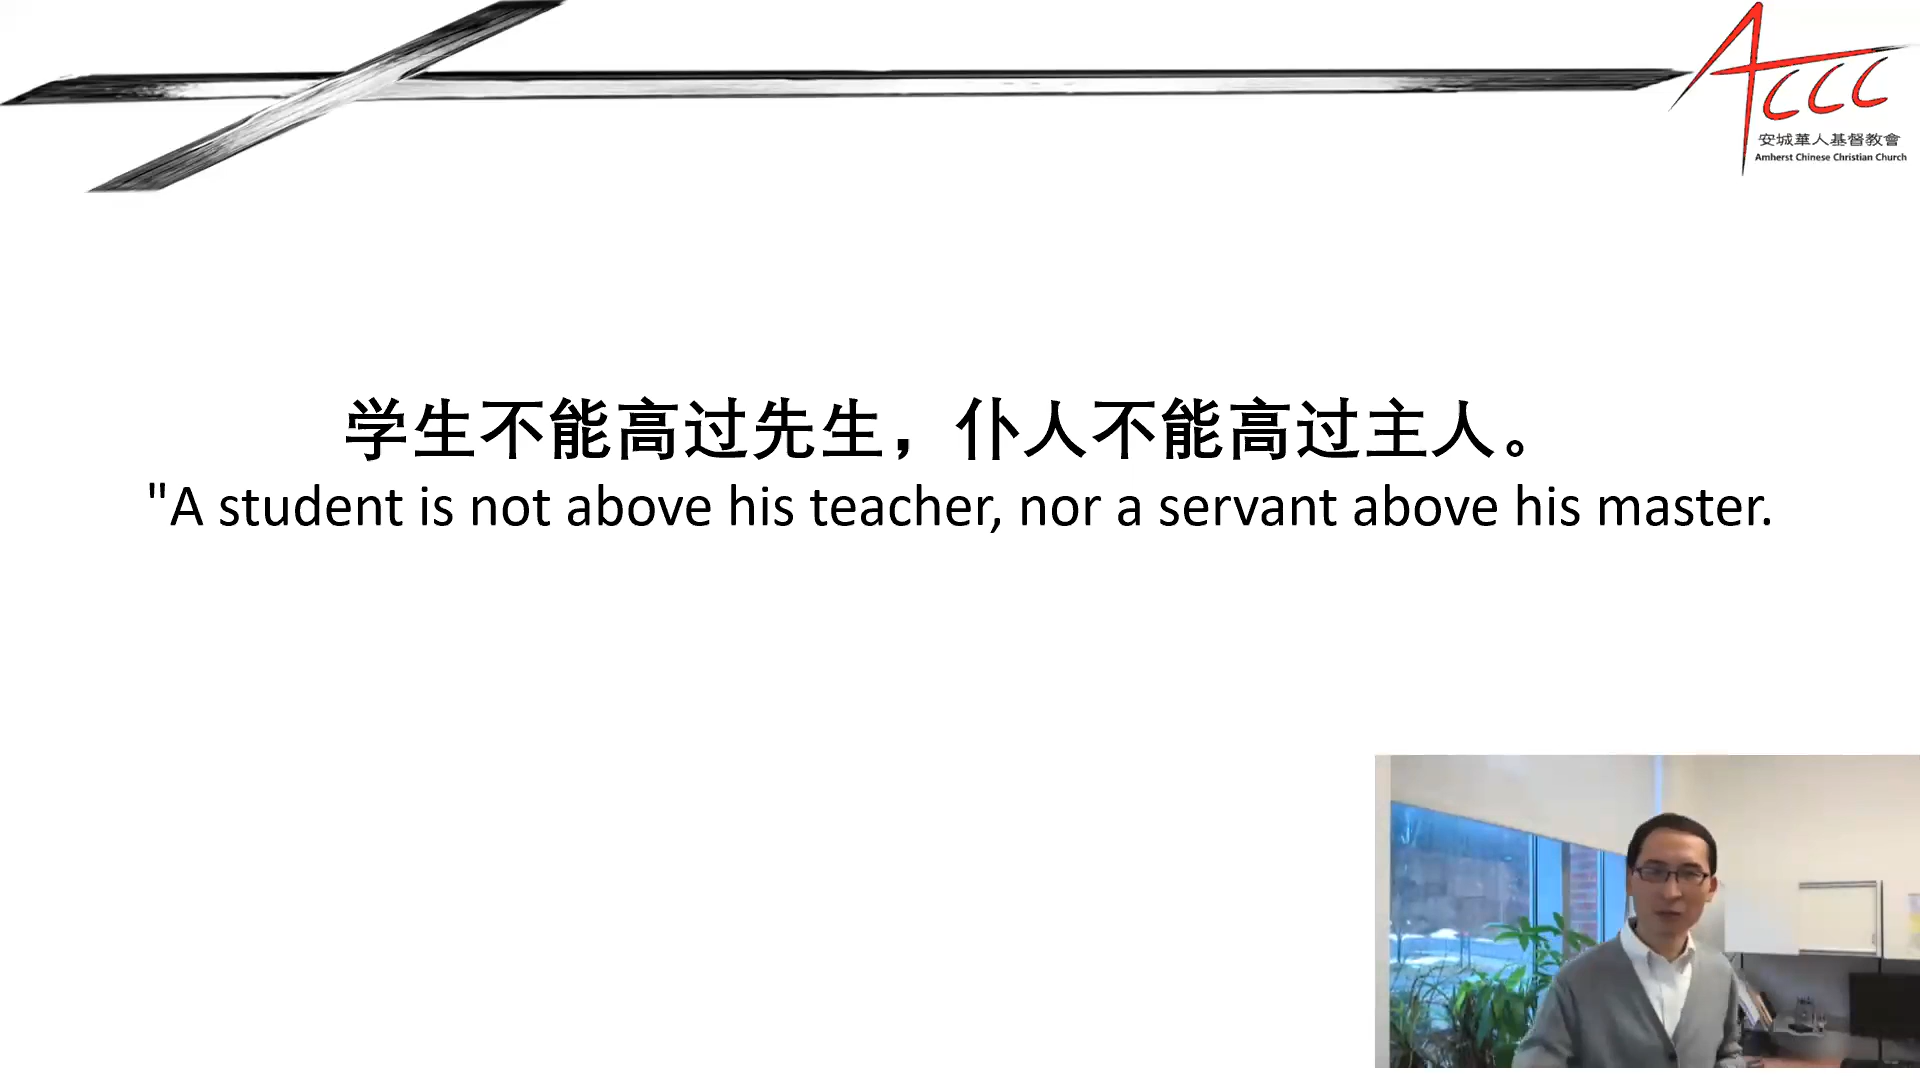 ACCC
安城華人基督教會
Amherst Chinese Christian Church
学生不能高过先生，仆人不能高过主人。
"A student is not above his teacher, nor a servant above his master.